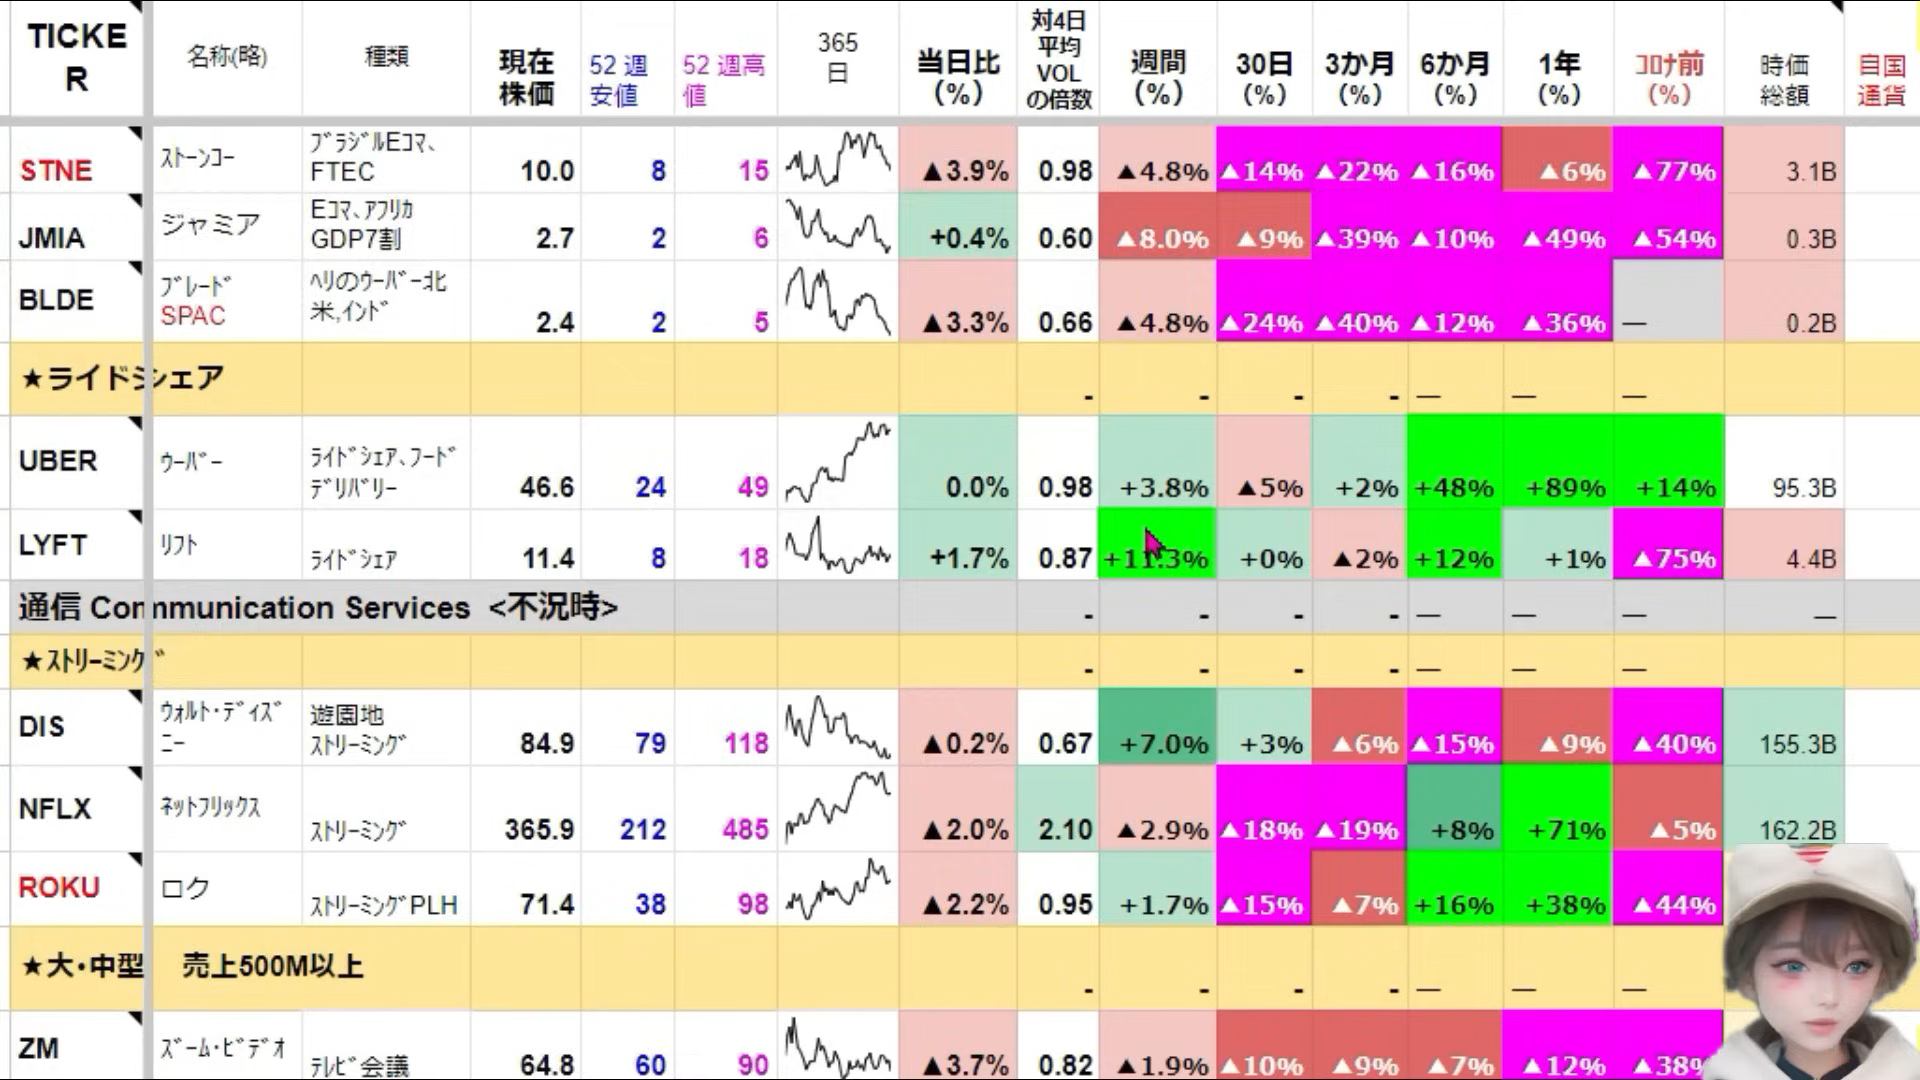 TICKER 名称(略) 種類 現在株価 52 週安値 52 週高値 365日 当日比(%) 対4日平均VOLの倍数 週間(%) 30日(%) 3か月(%) 6か月(%) 1年(%) ｺﾛﾅ前(%) 時価総額 自国通貨
STNE ｽﾄｰﾝｺｰ ﾌﾞﾗｼﾞﾙEｺﾏ､FTEC 10.0 8 15 ▲3.9% 0.98 ▲4.8% ▲14% ▲22% ▲16% ▲6% ▲77% 3.1B
JMIA ジャミア Eｺﾏ､ｱﾌﾘｶGDP7割 2.7 2 6 +0.4% 0.60 ▲8.0% ▲9% ▲39% ▲10% ▲49% ▲54% 0.3B
BLDE ﾌﾞﾚｰﾄﾞSPAC ﾍﾘのｳｰﾊﾞｰ北米,ｲﾝﾄﾞ 2.4 2 5 ▲3.3% 0.66 ▲4.8% ▲24% ▲40% ▲12% ▲36% — 0.2B
★ライドシェア - - - - — — —
UBER ｳｰﾊﾞｰ ﾗｲﾄﾞｼｪｱ､ﾌｰﾄﾞﾃﾞﾘﾊﾞﾘｰ 46.6 24 49 0.0% 0.98 +3.8% ▲5% +2% +48% +89% +14% 95.3B
LYFT ﾘﾌﾄ ﾗｲﾄﾞｼｪｱ 11.4 8 18 +1.7% 0.87 +11.3% +0% ▲2% +12% +1% ▲75% 4.4B
通信 Communication Services <不況時> - - - - — — — —
★ｽﾄﾘｰﾐﾝｸﾞ - - - - — — —
DIS ｳｫﾙﾄ･ﾃﾞｨｽﾞﾆｰ 遊園地ｽﾄﾘｰﾐﾝｸﾞ 84.9 79 118 ▲0.2% 0.67 +7.0% +3% ▲6% ▲15% ▲9% ▲40% 155.3B
NFLX ﾈｯﾄﾌﾘｯｸｽ ｽﾄﾘｰﾐﾝｸﾞ 365.9 212 485 ▲2.0% 2.10 ▲2.9% ▲18% ▲19% +8% +71% ▲5% 162.2B
ROKU ロク ｽﾄﾘｰﾐﾝｸﾞPLH 71.4 38 98 ▲2.2% 0.95 +1.7% ▲15% ▲7% +16% +38% ▲44%
★大・中型 売上500M以上 - - - - — — —
ZM ｽﾞｰﾑ･ﾋﾞﾃﾞｵ ﾃﾚﾋﾞ会議 64.8 60 90 ▲3.7% 0.82 ▲1.9% ▲10% ▲9% ▲7% ▲12% ▲38%